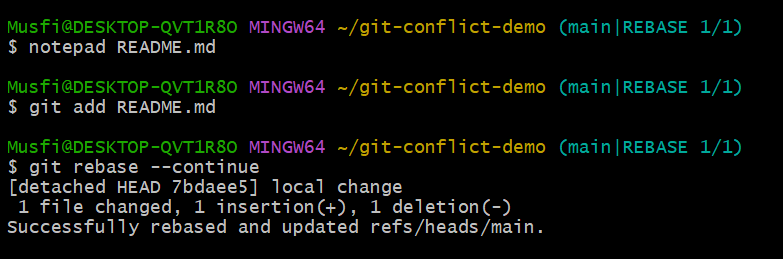 Musfi@DESKTOP-QVT1R8O MINGW64 ~/git-conflict-demo (main|REBASE 1/1)
$ notepad README.md
Musfi@DESKTOP-QVT1R8O MINGW64 ~/git-conflict-demo (main|REBASE 1/1)
$ git add README.md
Musfi@DESKTOP-QVT1R8O MINGW64 ~/git-conflict-demo (main|REBASE 1/1)
$ git rebase --continue
[detached HEAD 7bdaee5] local change
 1 file changed, 1 insertion(+), 1 deletion(-)
Successfully rebased and updated refs/heads/main.